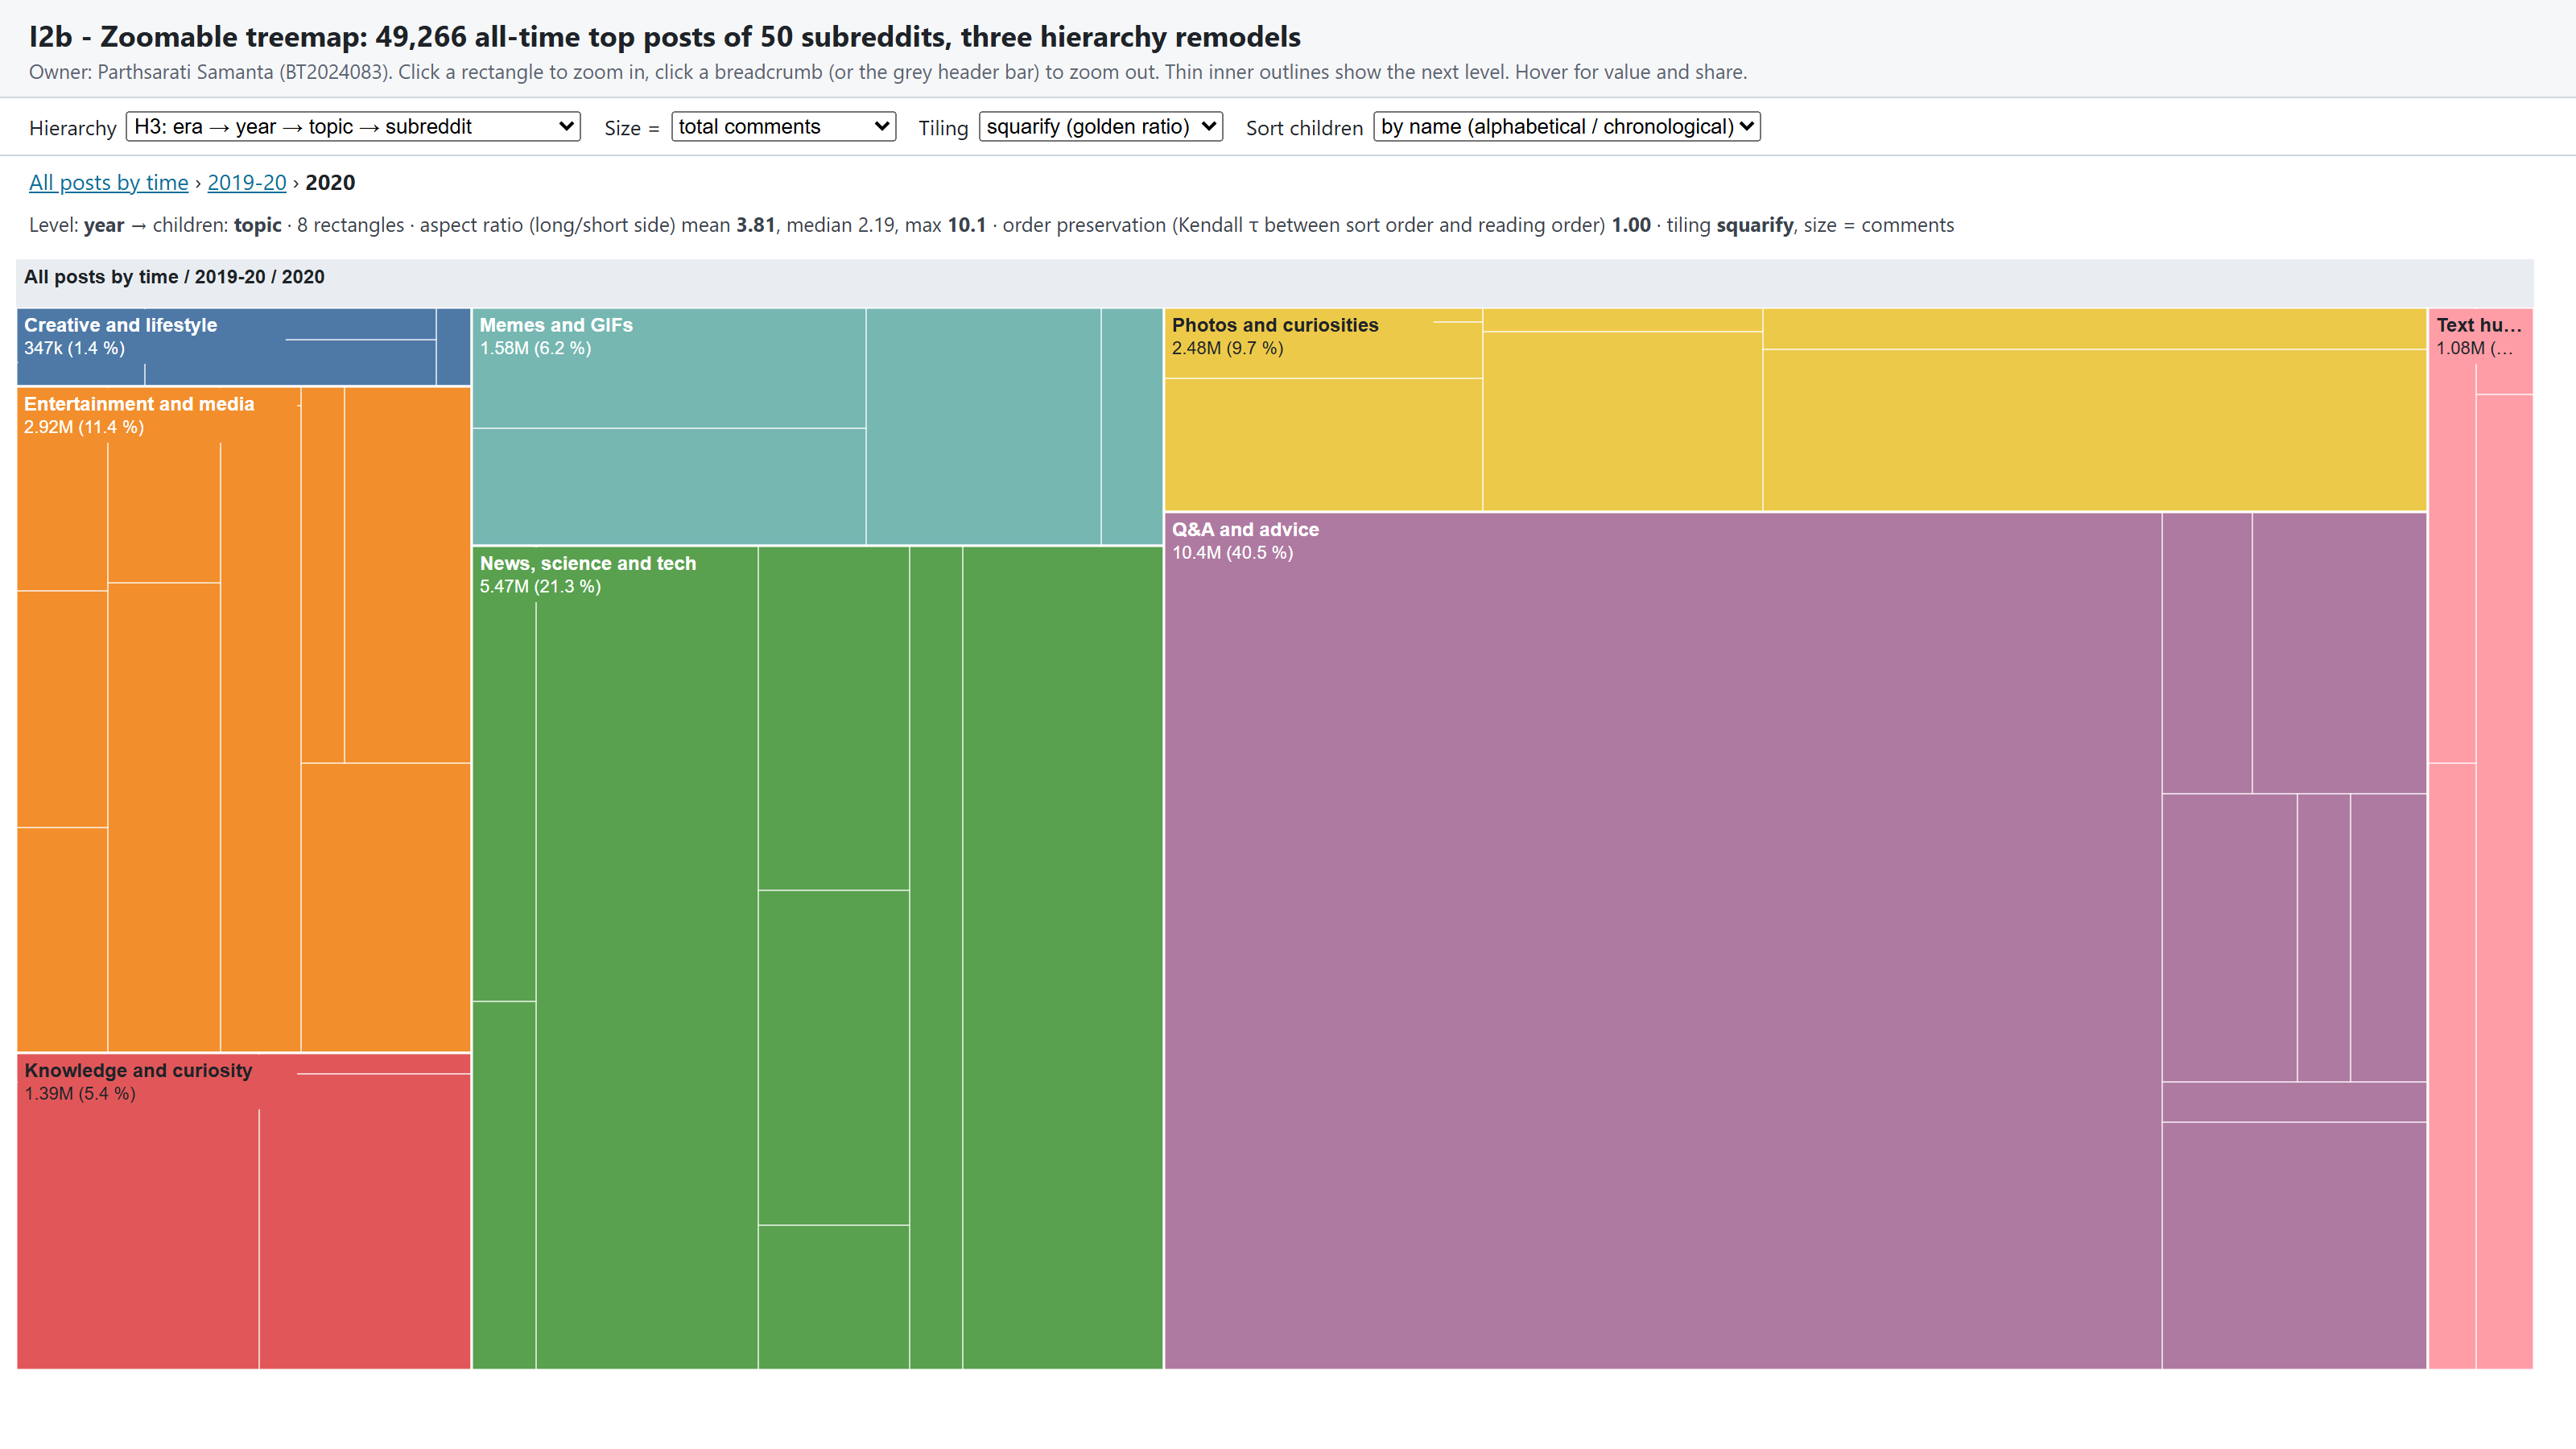 I2b - Zoomable treemap: 49,266 all-time top posts of 50 subreddits, three hierarchy remodels
Owner: Parthsarati Samanta (BT2024083). Click a rectangle to zoom in, click a breadcrumb (or the grey header bar) to zoom out. Thin inner outlines show the next level. Hover for value and share.
Hierarchy H3: era → year → topic → subreddit Size = total comments Tiling squarify (golden ratio) Sort children by name (alphabetical / chronological)
All posts by time › 2019-20 › 2020
Level: year → children: topic · 8 rectangles · aspect ratio (long/short side) mean 3.81, median 2.19, max 10.1 · order preservation (Kendall τ between sort order and reading order) 1.00 · tiling squarify, size = comments
All posts by time / 2019-20 / 2020
Creative and lifestyle
347k (1.4 %)
Entertainment and media
2.92M (11.4 %)
Knowledge and curiosity
1.39M (5.4 %)
Memes and GIFs
1.58M (6.2 %)
News, science and tech
5.47M (21.3 %)
Photos and curiosities
2.48M (9.7 %)
Q&A and advice
10.4M (40.5 %)
Text hu...
1.08M (...